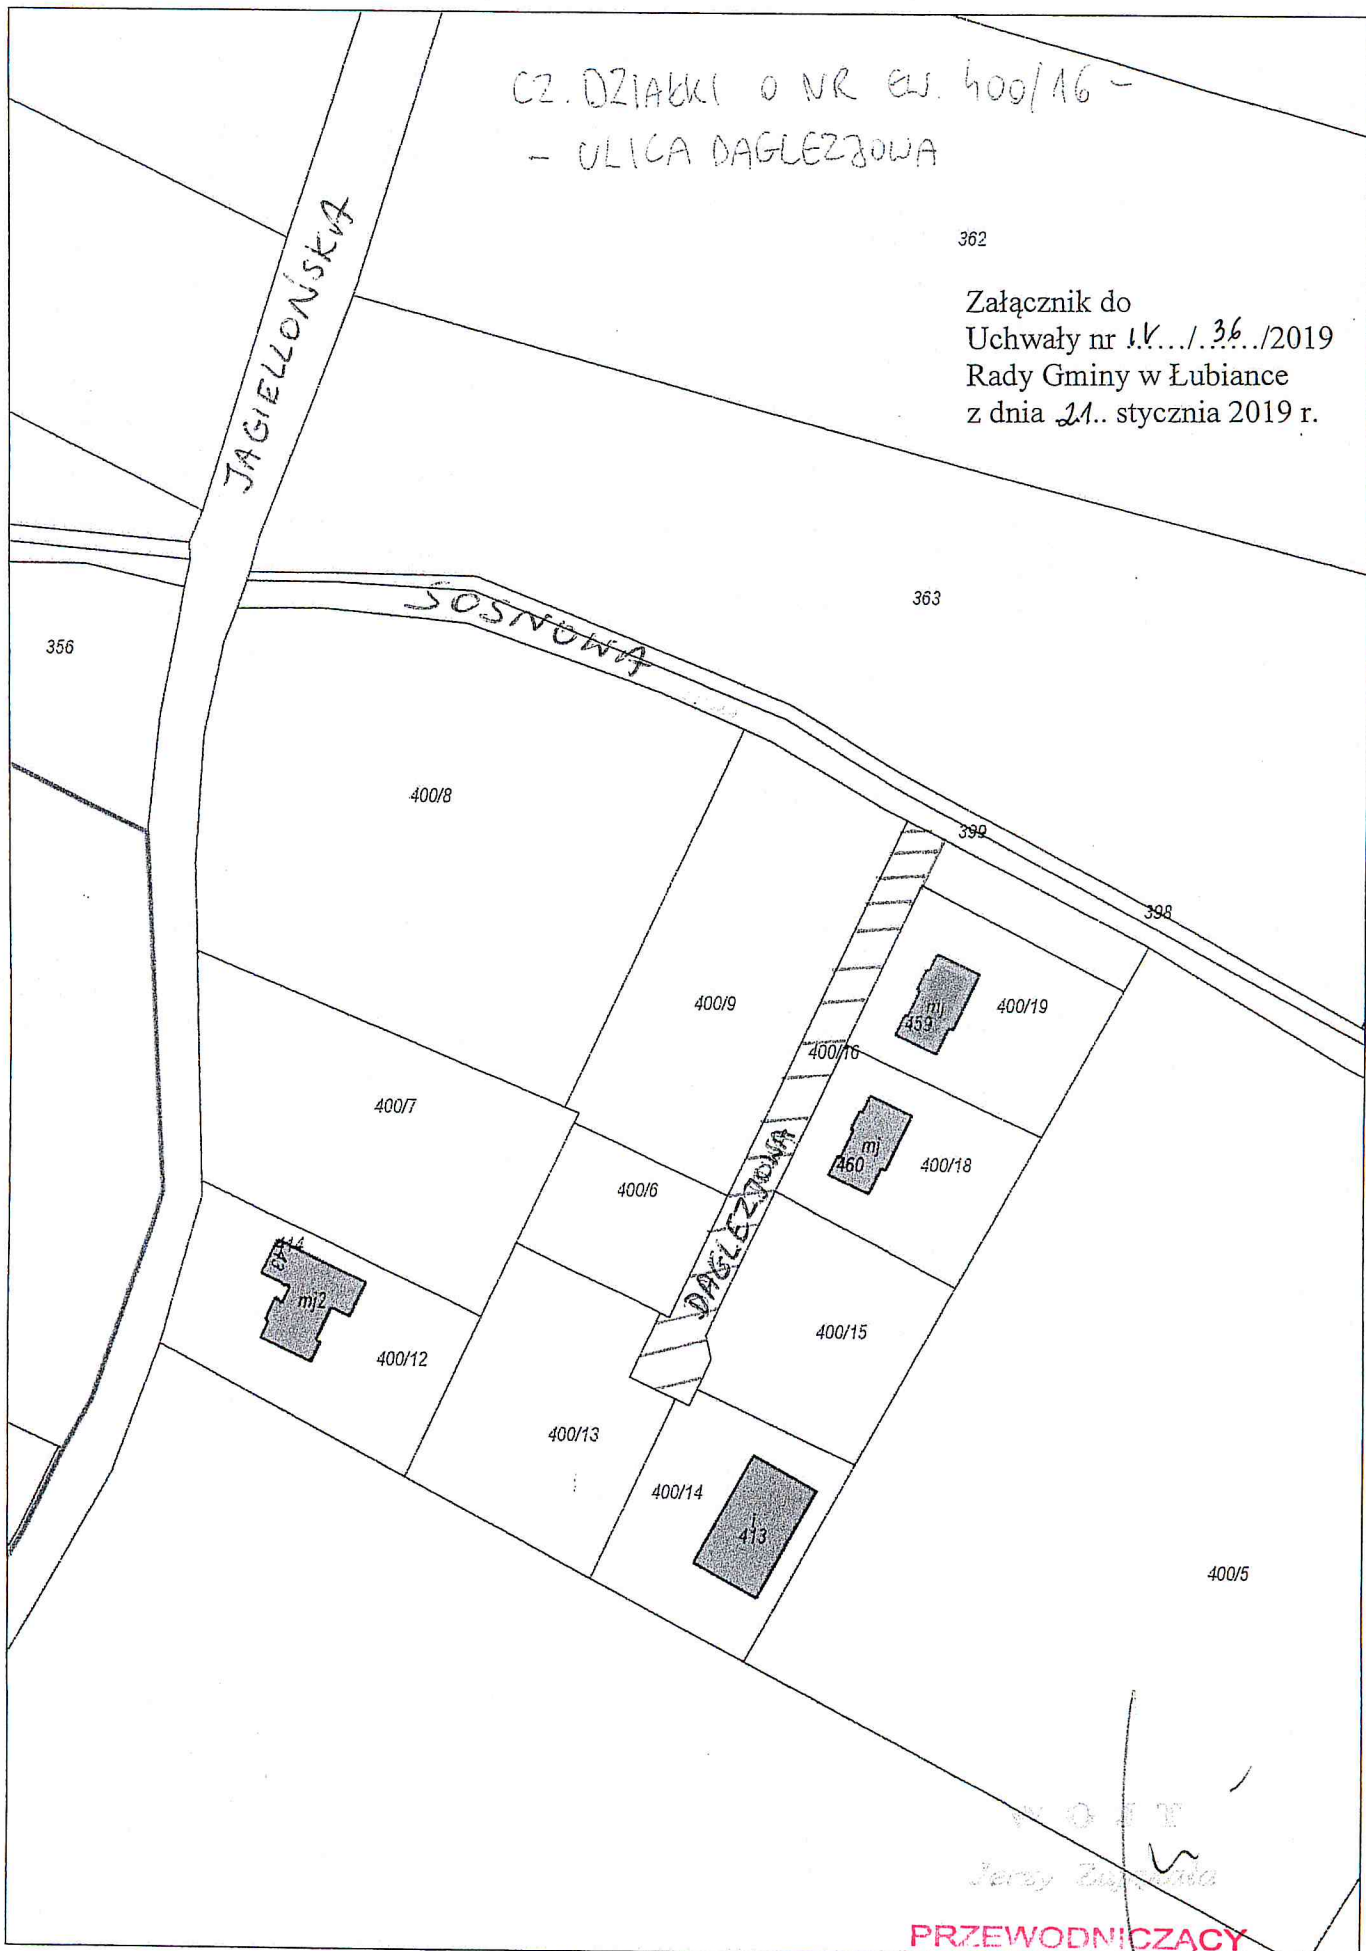 CZ. DZIAŁKI O NR EW. 400/16 -
- ULICA DAGLEZJOWA
362
Załącznik do
Uchwały nr IV.../.36../2019
Rady Gminy w Łubiance
z dnia 21.. stycznia 2019 r.
JAGIELLOŃSKA
SOSNOWA
363
356
400/8
399
398
400/9
mj
459
400/19
400/16
400/7
mj
460
400/18
400/6
DAGLEZJOWA
mj2
400/15
400/12
400/13
400/14
i
413
400/5
WÓJT
Jerzy
PRZEWODNICZĄCY